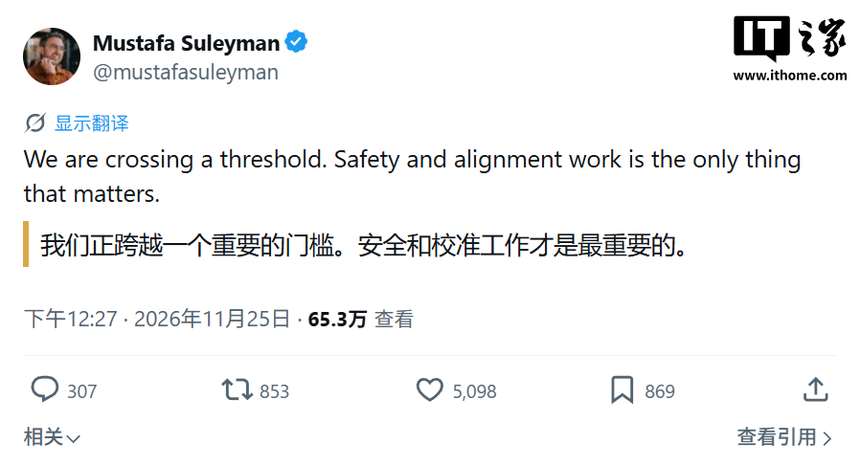 Mustafa Suleyman
@mustafasuleyman
IT之家
www.ithome.com
显示翻译
We are crossing a threshold. Safety and alignment work is the only thing
that matters.
我们正跨越一个重要的门槛。安全和校准工作才是最重要的。
下午12:27 · 2026年11月25日 · 65.3万 查看
307 853 5,098 869
相关 查看引用